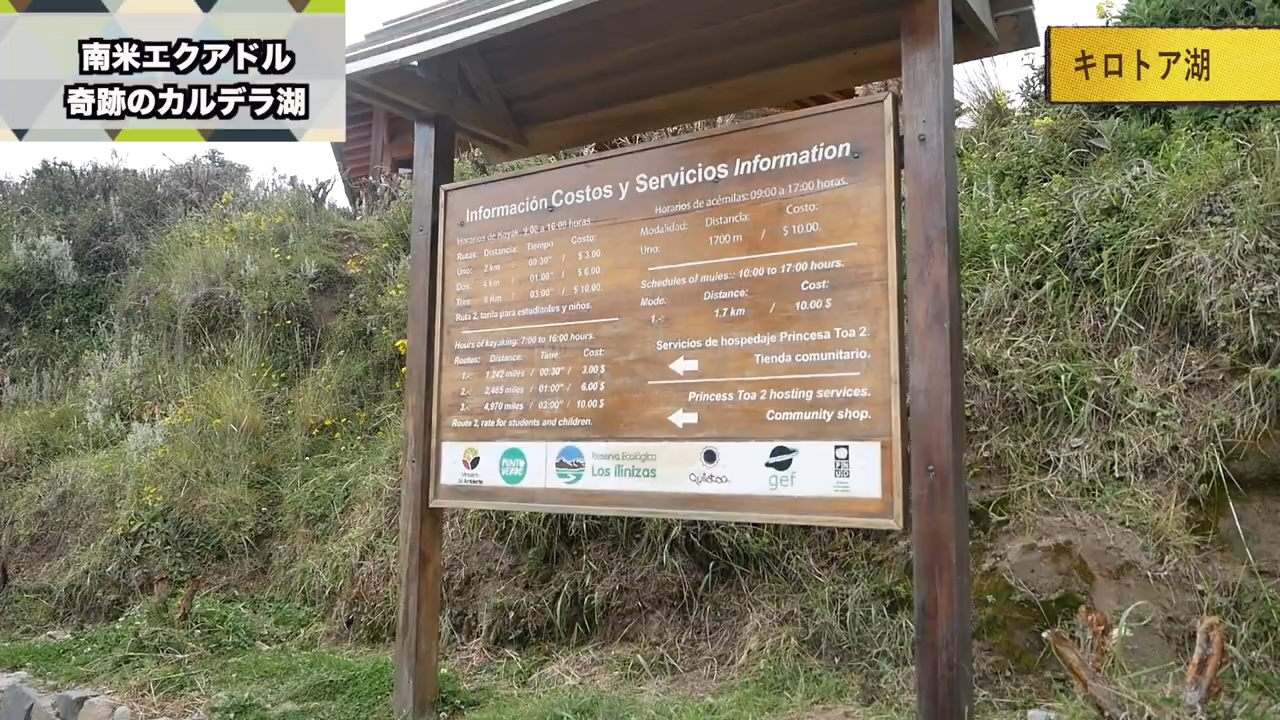 南米エクアドル
奇跡のカルデラ湖
キロトア湖
Información Costos y Servicios Information
Horarios de Kayak: 9:00 a 16:00 horas
Rutas: Distancia: Tiempo Costo:
Uno: 2 km / 00:30" / $ 3.00
Dos: 4 km / 01:00" / $ 6.00
Tres: 8 Km / 03:00" / $ 10.00
Ruta 2, tarifa para estudiantes y niños.
Hours of kayaking: 7:00 to 16:00 hours.
Routes: Distance: Time: Cost:
1.-: 1,242 miles / 00:30" / 3.00 $
2.-: 2,485 miles / 01:00" / 6.00 $
3.-: 4,970 miles / 03:00" / 10.00 $
Route 2, rate for students and children.
Horarios de acémilas: 09:00 a 17:00 horas.
Modalidad: Distancia: Costo:
Uno: 1700 m / $ 10.00.
Schedules of mules:: 10:00 to 17:00 hours.
Mode: Distance: Cost:
1.-: 1.7 km / 10.00 $
Servicios de hospedaje Princesa Toa 2.
Tienda comunitario.
Princess Toa 2 hosting services.
Community shop.
Ministerio
del Ambiente
PUNTO
VERDE
Reserva Ecológica
Los Ilinizas
Quilotoa
gef
PNUD